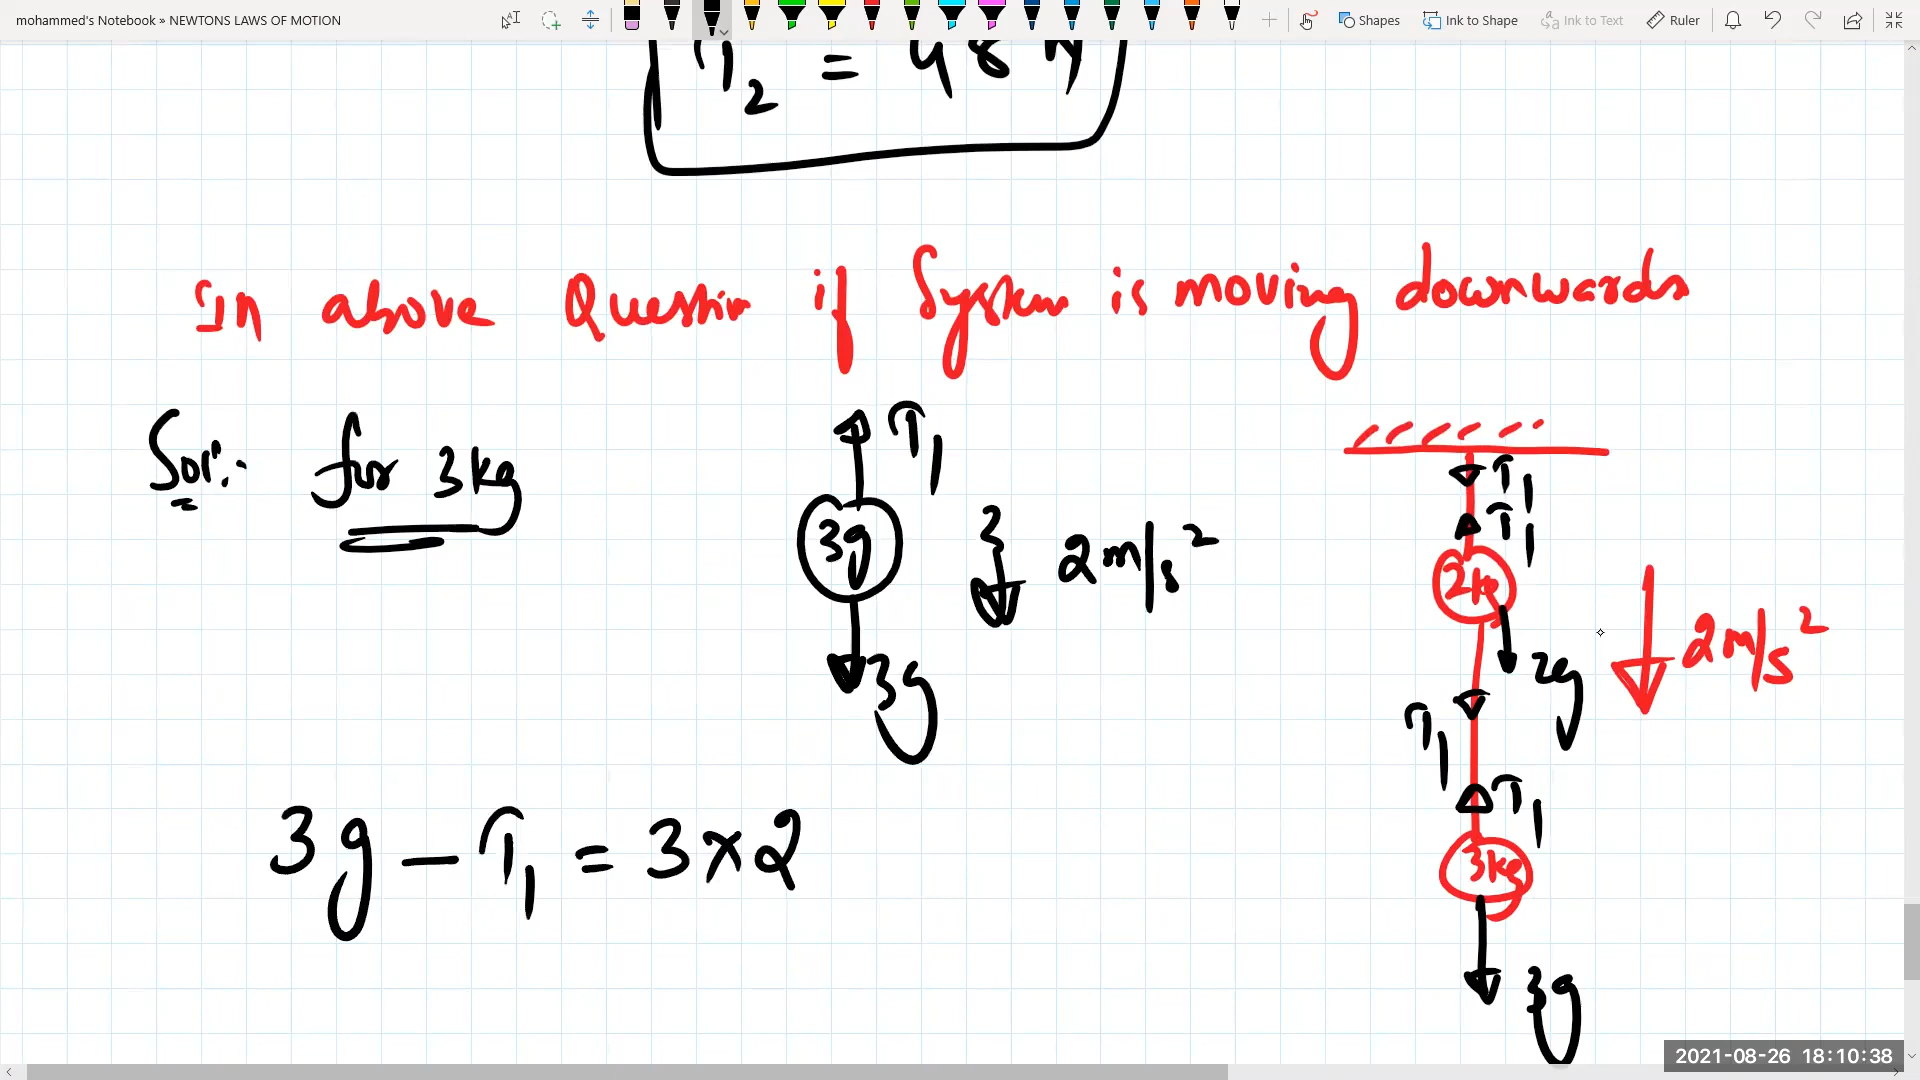 mohammed's Notebook » NEWTONS LAWS OF MOTION
Shapes
Ink to Shape
Ink to Text
Ruler
T2 = 48 N
In above Question if System is moving downwards
Sol:- for 3kg
T1
3g
2m/s²
3g
3g - T1 = 3×2
T1
T1
2kg
2g
2m/s²
T1
T1
3kg
3g
2021-08-26 18:10:38